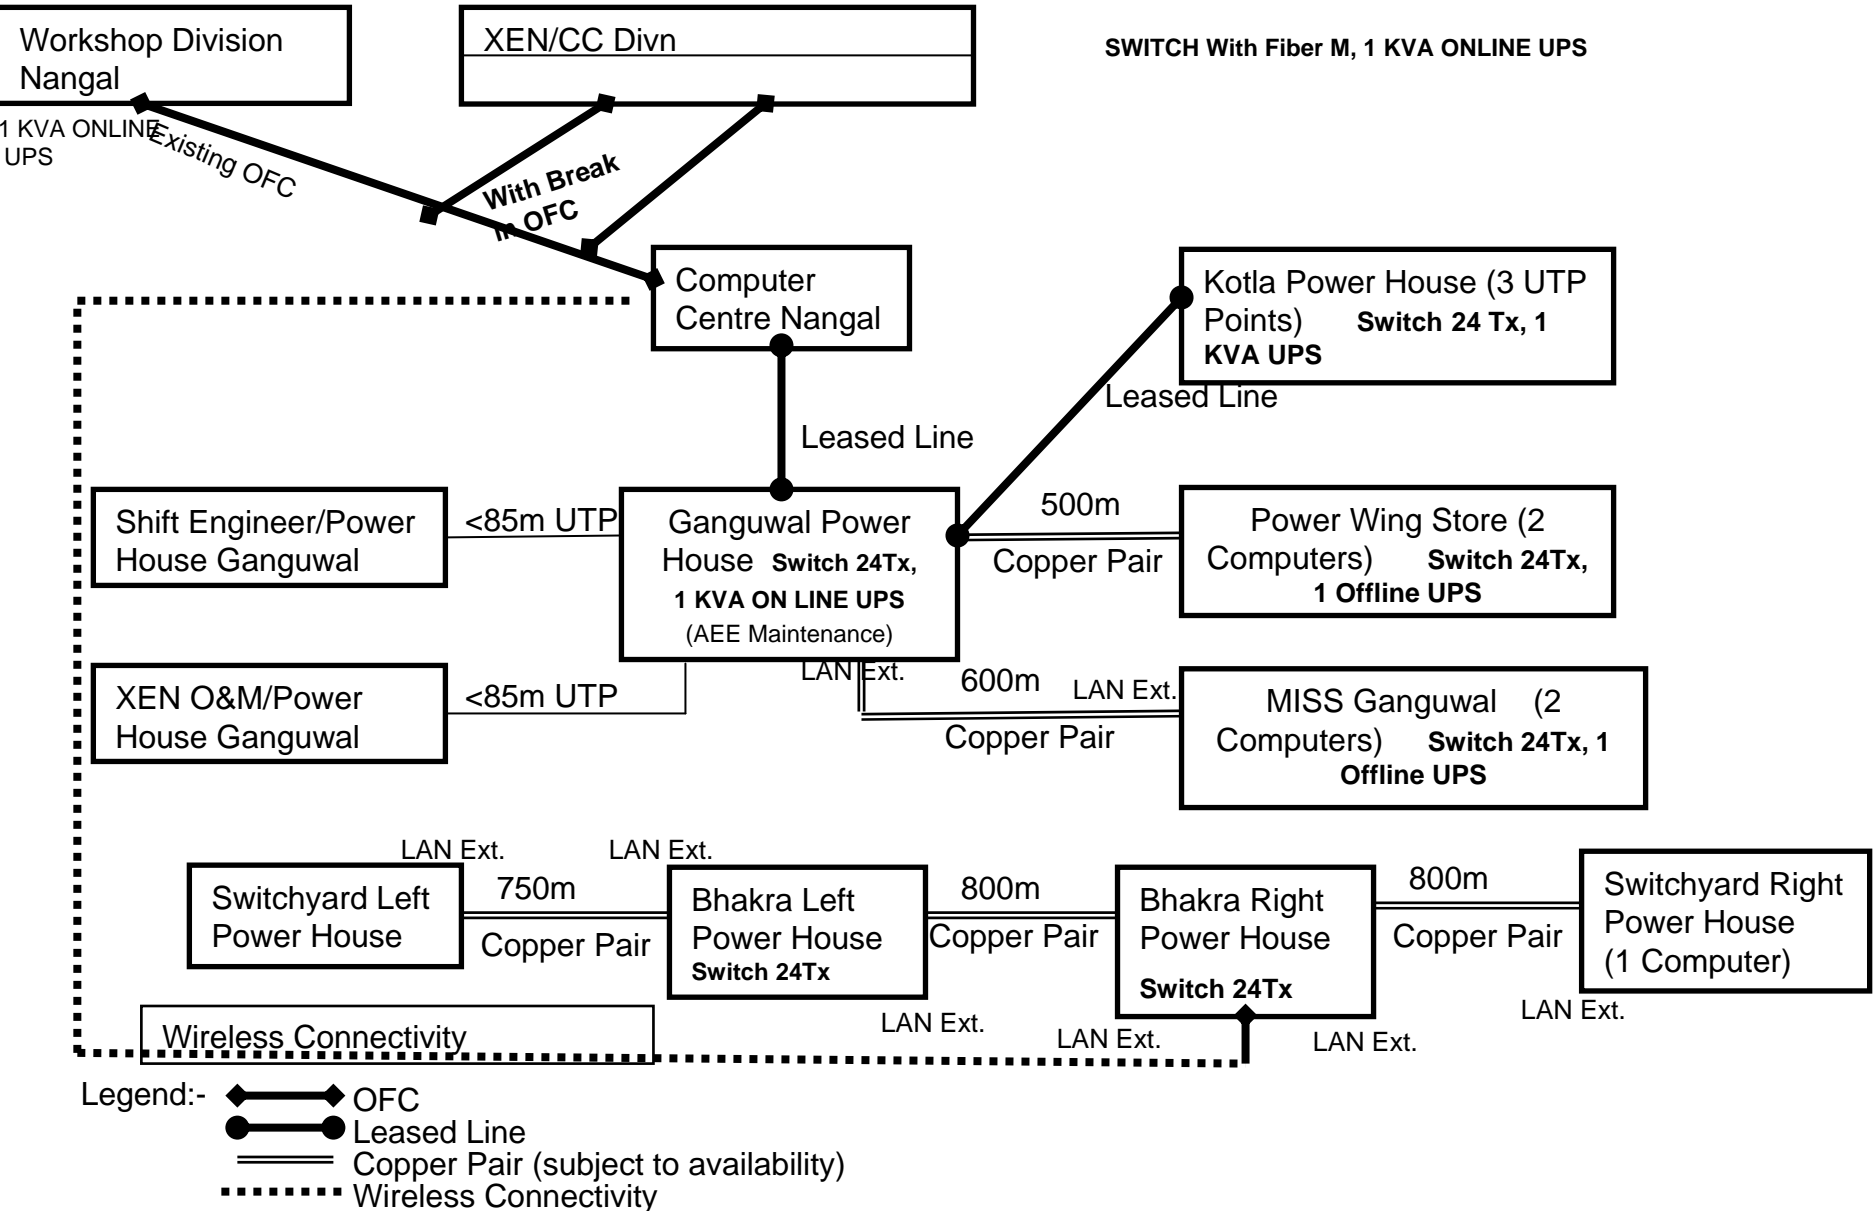 Workshop Division
Nangal
XEN/CC Divn
SWITCH With Fiber M, 1 KVA ONLINE UPS
1 KVA ONLINE
UPS
Existing OFC
With Break
in OFC
Computer
Centre Nangal
Kotla Power House (3 UTP
Points) Switch 24 Tx, 1
KVA UPS
Leased Line
Leased Line
Shift Engineer/Power
House Ganguwal
<85m UTP
Ganguwal Power
House Switch 24Tx,
1 KVA ON LINE UPS
(AEE Maintenance)
500m
Copper Pair
Power Wing Store (2
Computers) Switch 24Tx,
1 Offline UPS
XEN O&M/Power
House Ganguwal
<85m UTP
LAN Ext.
600m
LAN Ext.
Copper Pair
MISS Ganguwal (2
Computers) Switch 24Tx, 1
Offline UPS
LAN Ext.
LAN Ext.
Switchyard Left
Power House
750m
Copper Pair
Bhakra Left
Power House
Switch 24Tx
800m
Copper Pair
Bhakra Right
Power House
Switch 24Tx
800m
Copper Pair
Switchyard Right
Power House
(1 Computer)
LAN Ext.
LAN Ext.
LAN Ext.
LAN Ext.
Wireless Connectivity
Legend:-
OFC
Leased Line
Copper Pair (subject to availability)
Wireless Connectivity